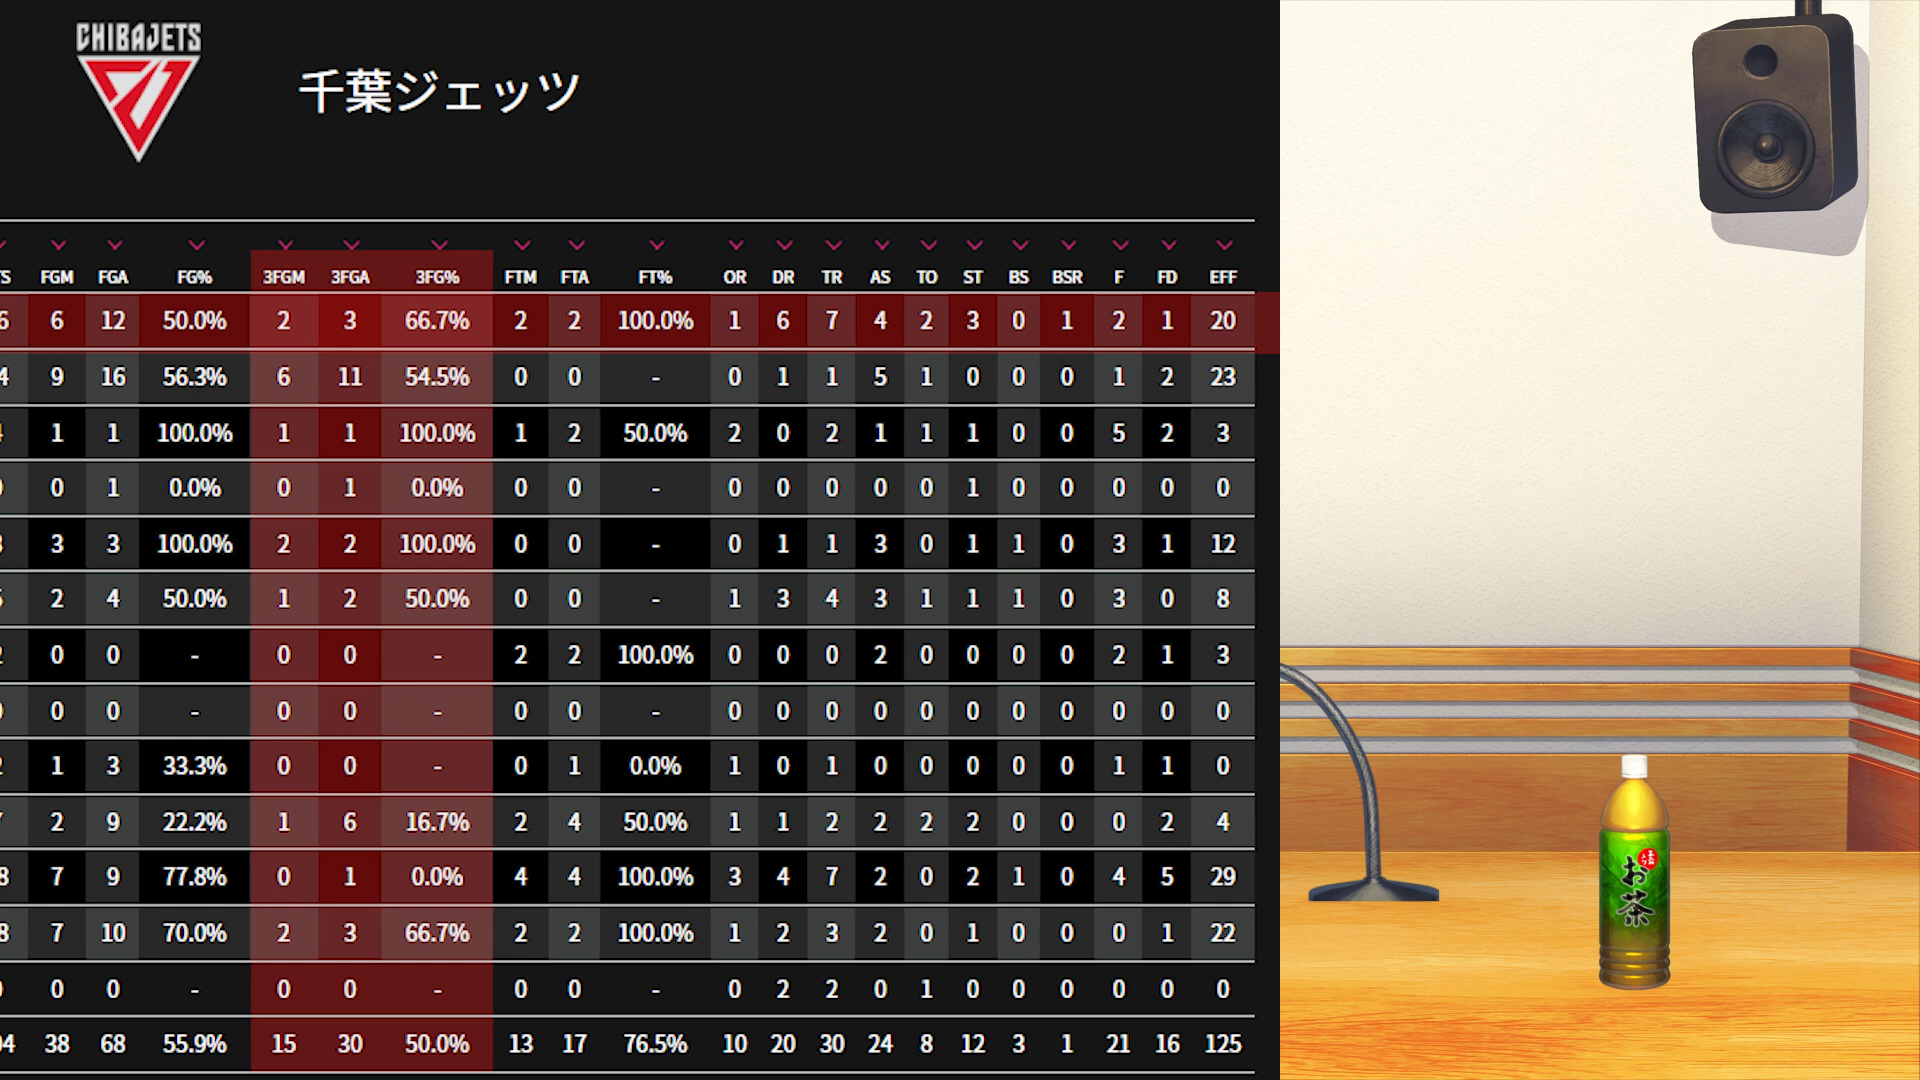 CHIBAJETS
千葉ジェッツ
FGM FGA FG% 3FGM 3FGA 3FG% FTM FTA FT% OR DR TR AS TO ST BS BSR F FD EFF
6 12 50.0% 2 3 66.7% 2 2 100.0% 1 6 7 4 2 3 0 1 2 1 20
9 16 56.3% 6 11 54.5% 0 0 - 0 1 1 5 1 0 0 0 1 2 23
1 1 100.0% 1 1 100.0% 1 2 50.0% 2 0 2 1 1 1 0 0 5 2 3
0 1 0.0% 0 1 0.0% 0 0 - 0 0 0 0 0 1 0 0 0 0 0
3 3 100.0% 2 2 100.0% 0 0 - 0 1 1 3 0 1 1 0 3 1 12
2 4 50.0% 1 2 50.0% 0 0 - 1 3 4 3 1 1 1 0 3 0 8
0 0 - 0 0 - 2 2 100.0% 0 0 0 2 0 0 0 0 2 1 3
0 0 - 0 0 - 0 0 - 0 0 0 0 0 0 0 0 0 0 0
1 3 33.3% 0 0 - 0 1 0.0% 1 0 1 0 0 0 0 0 1 1 0
2 9 22.2% 1 6 16.7% 2 4 50.0% 1 1 2 2 2 2 0 0 0 2 4
7 9 77.8% 0 1 0.0% 4 4 100.0% 3 4 7 2 0 2 1 0 4 5 29
7 10 70.0% 2 3 66.7% 2 2 100.0% 1 2 3 2 0 1 0 0 0 1 22
0 0 - 0 0 - 0 0 - 0 2 2 0 1 0 0 0 0 0 0
38 68 55.9% 15 30 50.0% 13 17 76.5% 10 20 30 24 8 12 3 1 21 16 125
お茶